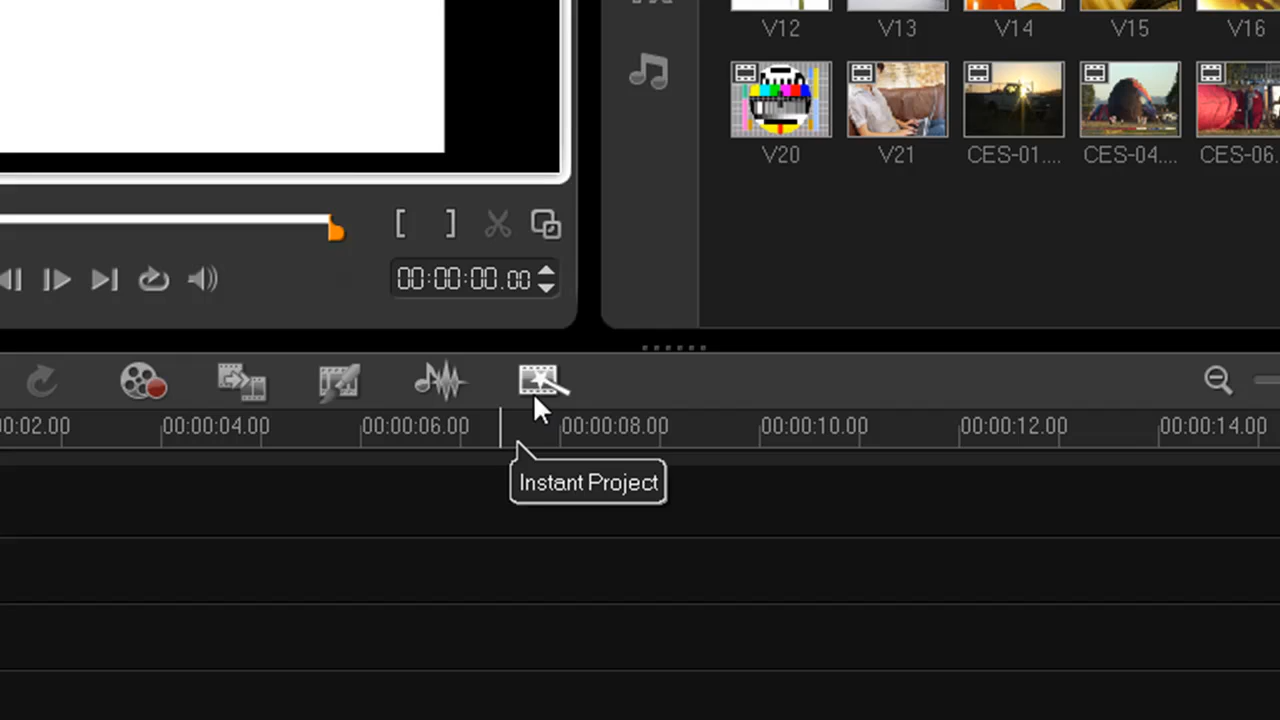 V12 V13 V14 V15 V16
V20 V21 CES-01.... CES-04.... CES-06.
00:00:00.00
00:02.00 00:00:04.00 00:00:06.00 00:00:08.00 00:00:10.00 00:00:12.00 00:00:14.00
Instant Project